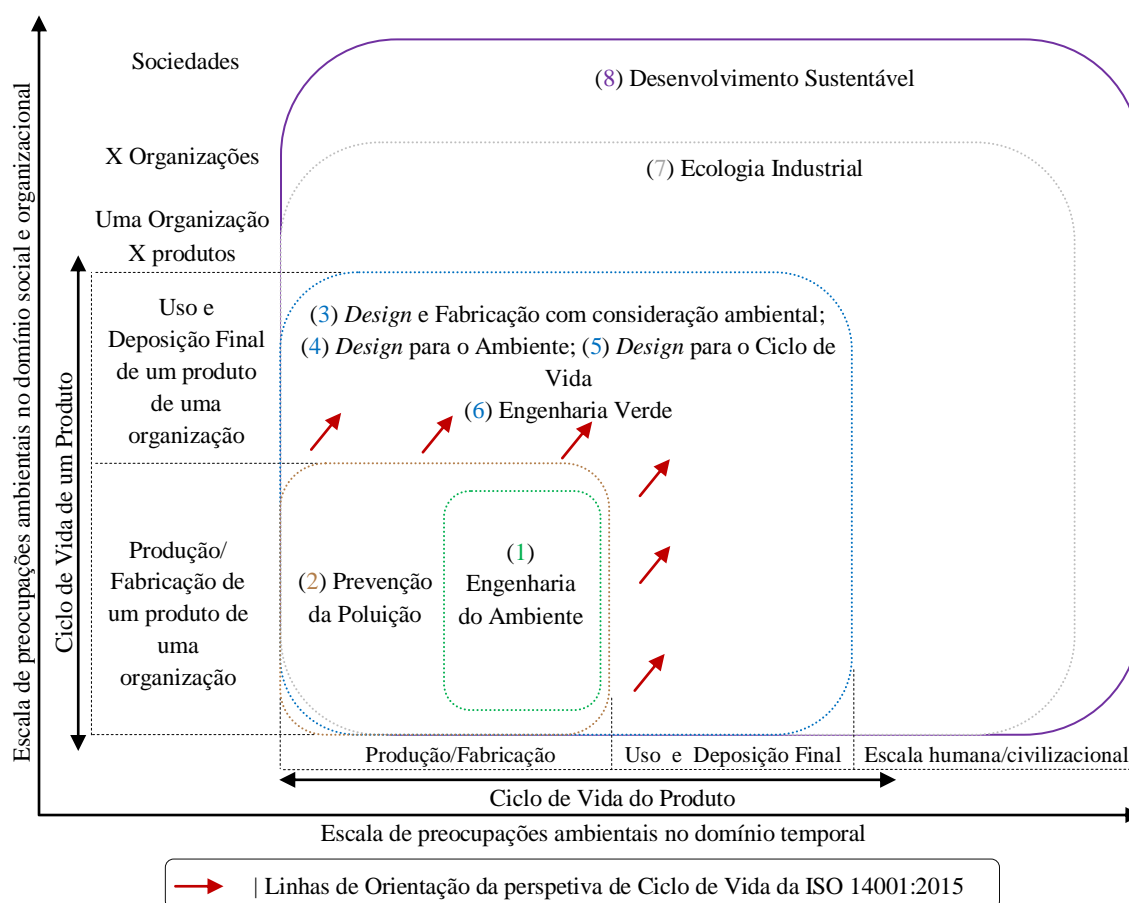 Sociedades
(8) Desenvolvimento Sustentável
X Organizações
(7) Ecologia Industrial
Uma Organização
X produtos
Uso e
Deposição Final
de um produto
de uma
organização
(3) Design e Fabricação com consideração ambiental;
(4) Design para o Ambiente; (5) Design para o Ciclo de
Vida
(6) Engenharia Verde
Produção/
Fabricação de
um produto de
uma
organização
(2) Prevenção
da Poluição
(1)
Engenharia
do Ambiente
Escala de preocupações ambientais no domínio social e organizacional
Ciclo de Vida de um Produto
Produção/Fabricação
Uso e Deposição Final
Escala humana/civilizacional
Ciclo de Vida do Produto
Escala de preocupações ambientais no domínio temporal
| Linhas de Orientação da perspetiva de Ciclo de Vida da ISO 14001:2015